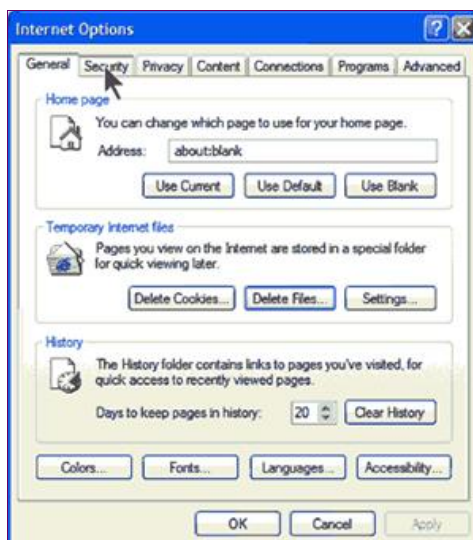 Internet Options
General Security Privacy Content Connections Programs Advanced
Home page
You can change which page to use for your home page.
Address: about:blank
Use Current Use Default Use Blank
Temporary Internet files
Pages you view on the Internet are stored in a special folder
for quick viewing later.
Delete Cookies... Delete Files... Settings...
History
The History folder contains links to pages you've visited, for
quick access to recently viewed pages.
Days to keep pages in history: 20 Clear History
Colors... Fonts... Languages... Accessibility...
OK Cancel Apply